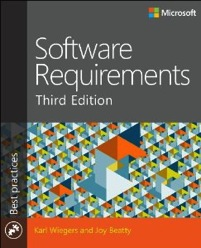 Microsoft
Software
Requirements
Third Edition
Best practices
Karl Wiegers and Joy Beatty